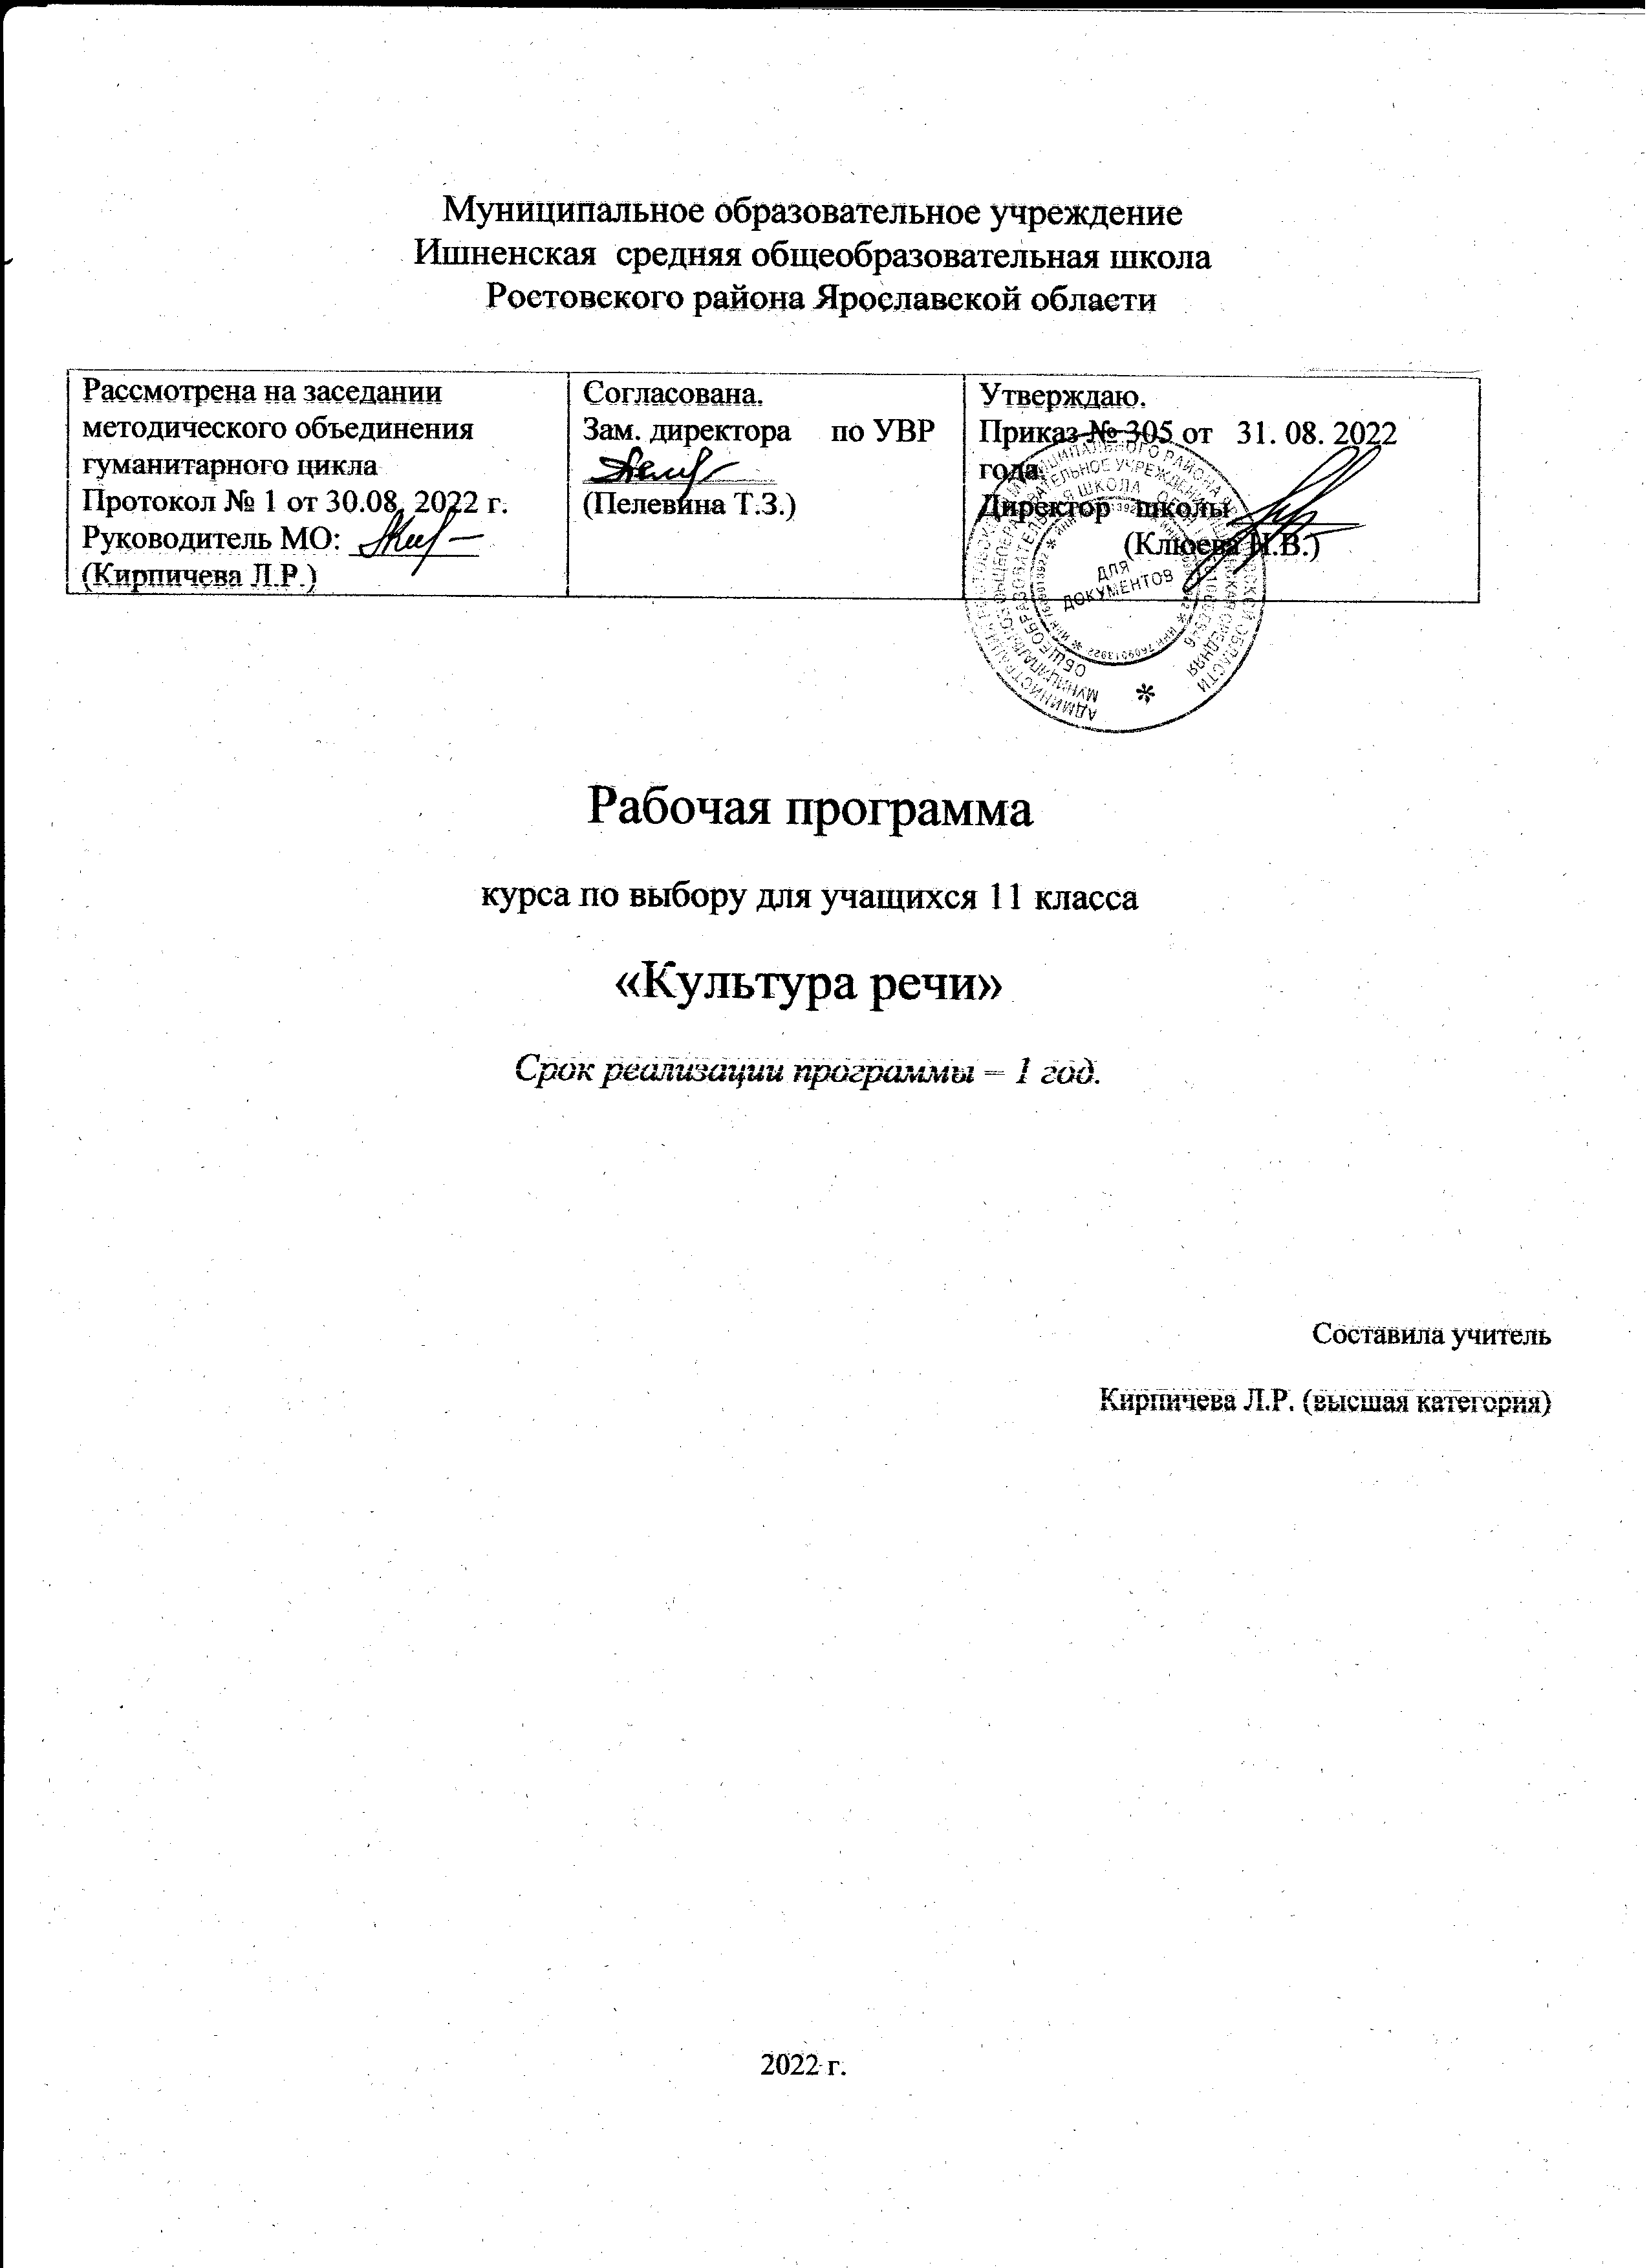 Муниципальное образовательное учреждение
Ишненская средняя общеобразовательная школа
Ростовского района Ярославской области
Рассмотрена на заседании
методического объединения
гуманитарного цикла
Протокол № 1 от 30.08. 2022 г.
Руководитель МО:
(Кирпичева Л.Р.)
Согласована.
Зам. директора по УВР
(Пелевина Т.З.)
Утверждаю.
Приказ № 305 от 31. 08. 2022
года
Директор школы
(Клюева Н.В.)
ДЛЯ
ДОКУМЕНТОВ
Рабочая программа
курса по выбору для учащихся 11 класса
«Культура речи»
Срок реализации программы – 1 год.
Составила учитель
Кирпичева Л.Р. (высшая категория)
2022 г.